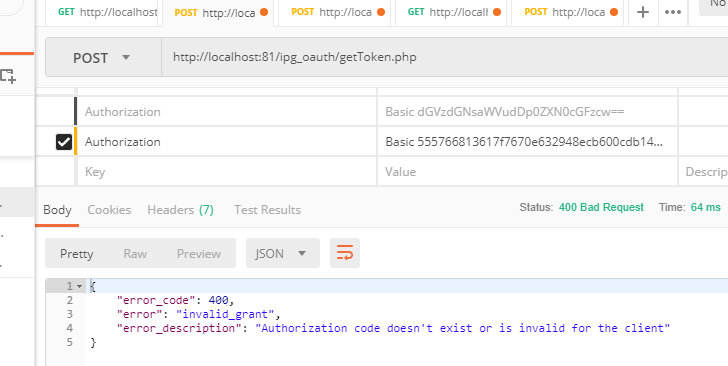 GET http://localhost
POST http://loca
POST http://loca
GET http://locall
POST http://loca
+ ••• No
POST http://localhost:81/ipg_oauth/getToken.php
Authorization Basic dGVzdGNsaWVudDp0ZXN0cGFzcw==
Authorization Basic 555766813617f7670e632948ecb600cdb14...
Key Value Descrip
Body Cookies Headers (7) Test Results Status: 400 Bad Request Time: 64 ms
Pretty Raw Preview JSON
1 {
2 "error_code": 400,
3 "error": "invalid_grant",
4 "error_description": "Authorization code doesn't exist or is invalid for the client"
5 }